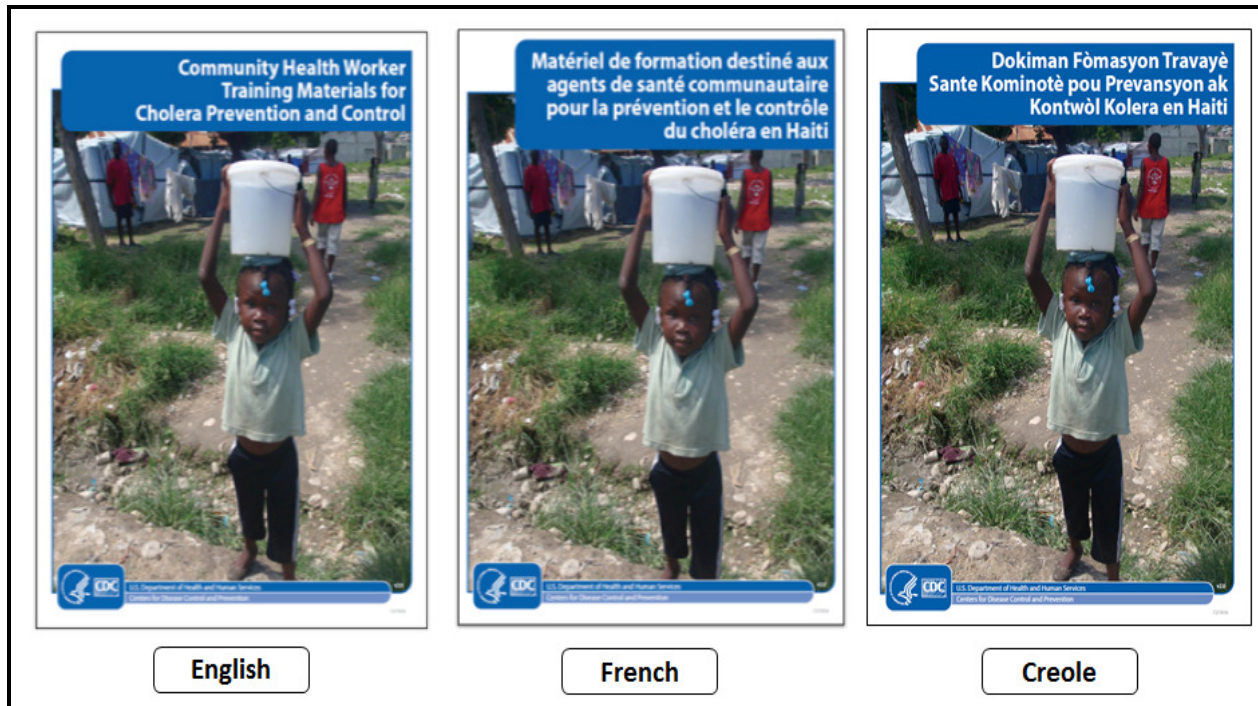 Community Health Worker
Training Materials for
Cholera Prevention and Control
CDC
U.S. Department of Health and Human Services
Centers for Disease Control and Prevention
English
Matériel de formation destiné aux
agents de santé communautaire
pour la prévention et le contrôle
du choléra en Haiti
CDC
U.S. Department of Health and Human Services
Centers for Disease Control and Prevention
French
Dokiman Fòmasyon Travayè
Sante Kominotè pou Prevansyon ak
Kontwòl Kolera en Haiti
CDC
U.S. Department of Health and Human Services
Centers for Disease Control and Prevention
Creole